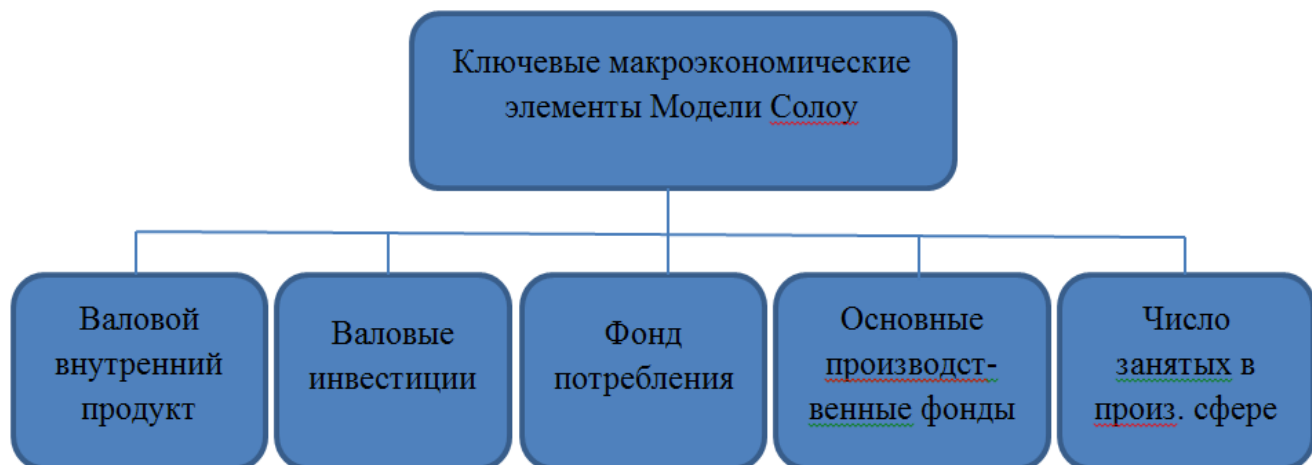 Ключевые макроэкономические
элементы Модели Солоу
Валовой
внутренний
продукт
Валовые
инвестиции
Фонд
потребления
Основные
производст-
венные фонды
Число
занятых в
произ. сфере